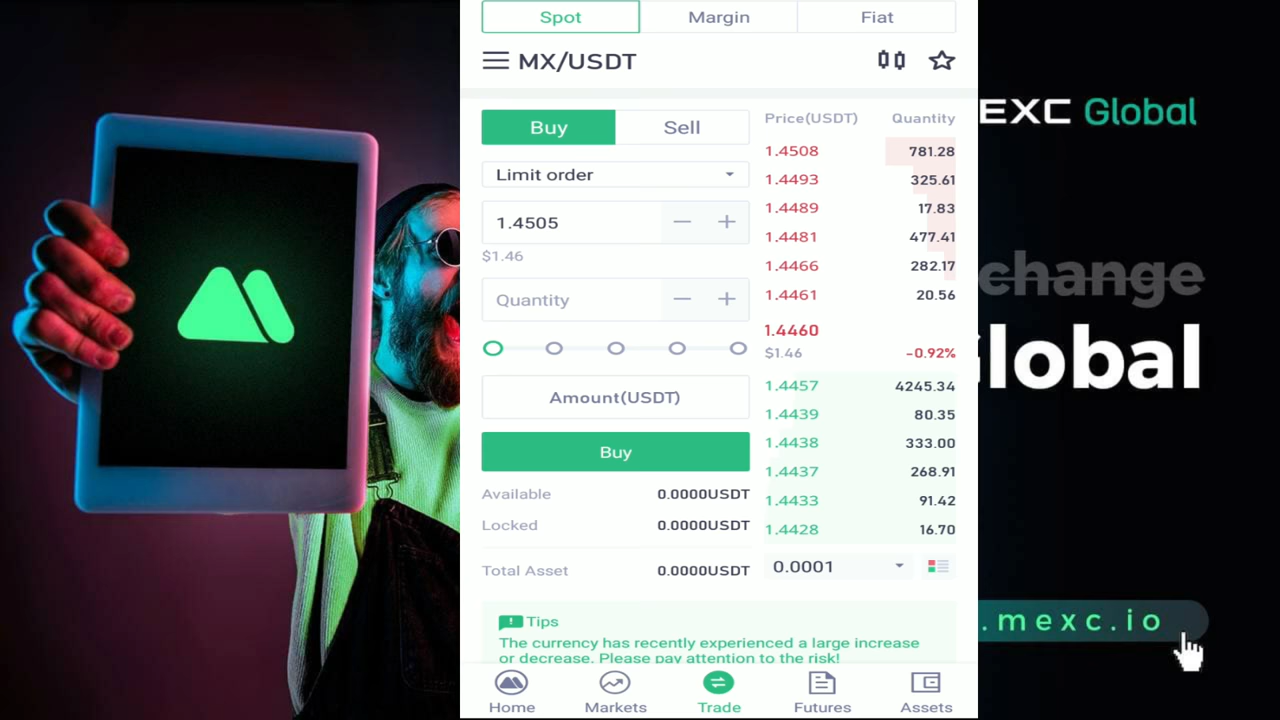 Spot
Margin
Fiat
MX/USDT
Buy
Sell
Limit order
1.4505
$1.46
Quantity
Amount(USDT)
Buy
Available 0.0000USDT
Locked 0.0000USDT
Total Asset 0.0000USDT
Price(USDT) Quantity
1.4508 781.28
1.4493 325.61
1.4489 17.83
1.4481 477.41
1.4466 282.17
1.4461 20.56
1.4460
$1.46 -0.92%
1.4457 4245.34
1.4439 80.35
1.4438 333.00
1.4437 268.91
1.4433 91.42
1.4428 16.70
0.0001
Tips
The currency has recently experienced a large increase
or decrease. Please pay attention to the risk!
Home
Markets
Trade
Futures
Assets
EXC Global
change
Global
.mexc.io